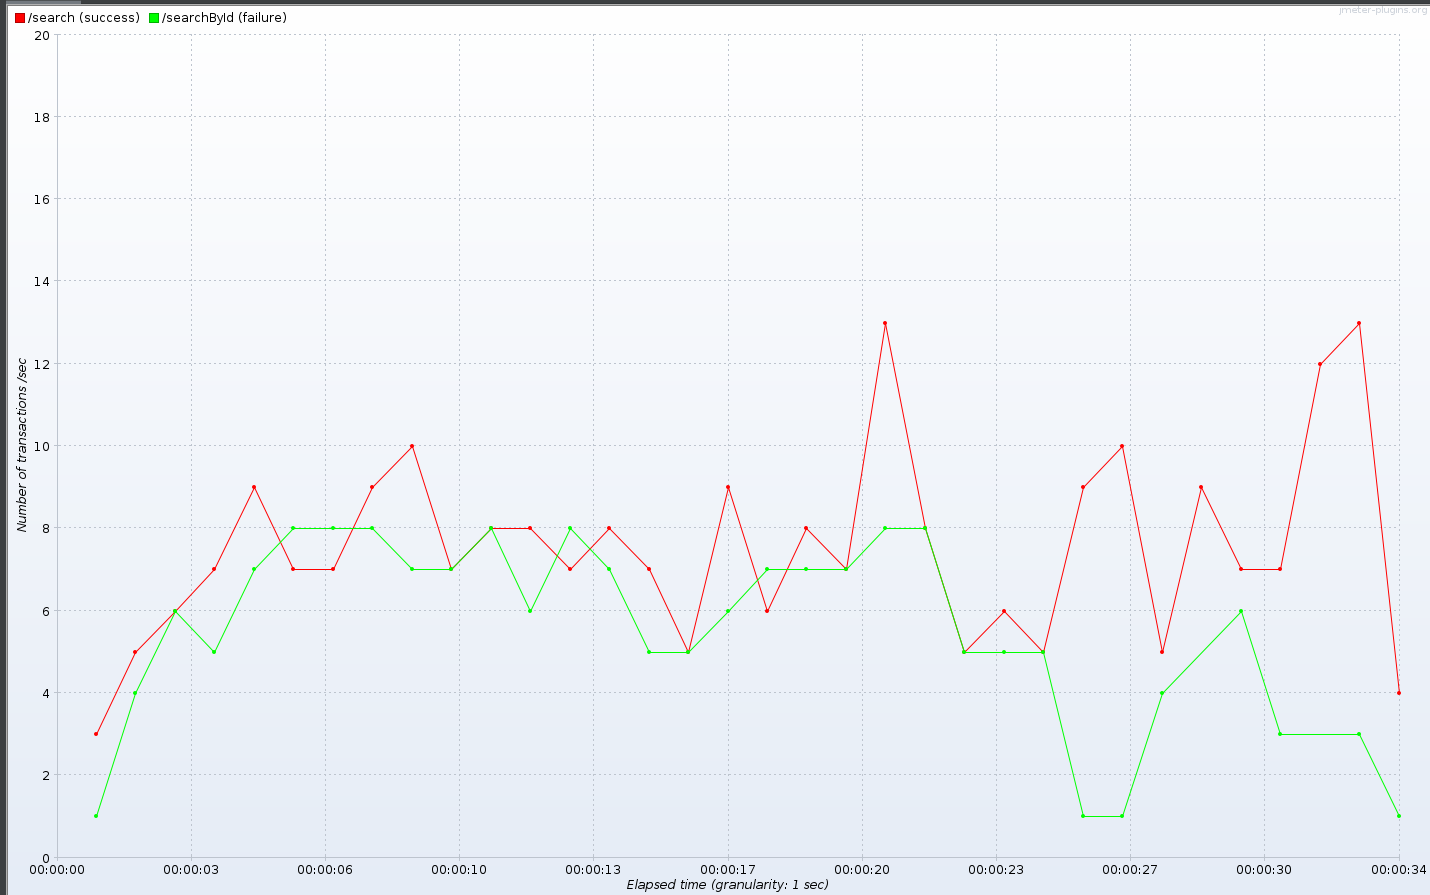 /search (success) /searchById (failure)
jmeter-plugins.org
20
18
16
14
12
10
8
6
4
2
0
Number of transactions /sec
00:00:00 00:00:03 00:00:06 00:00:10 00:00:13 00:00:17 00:00:20 00:00:23 00:00:27 00:00:30 00:00:34
Elapsed time (granularity: 1 sec)